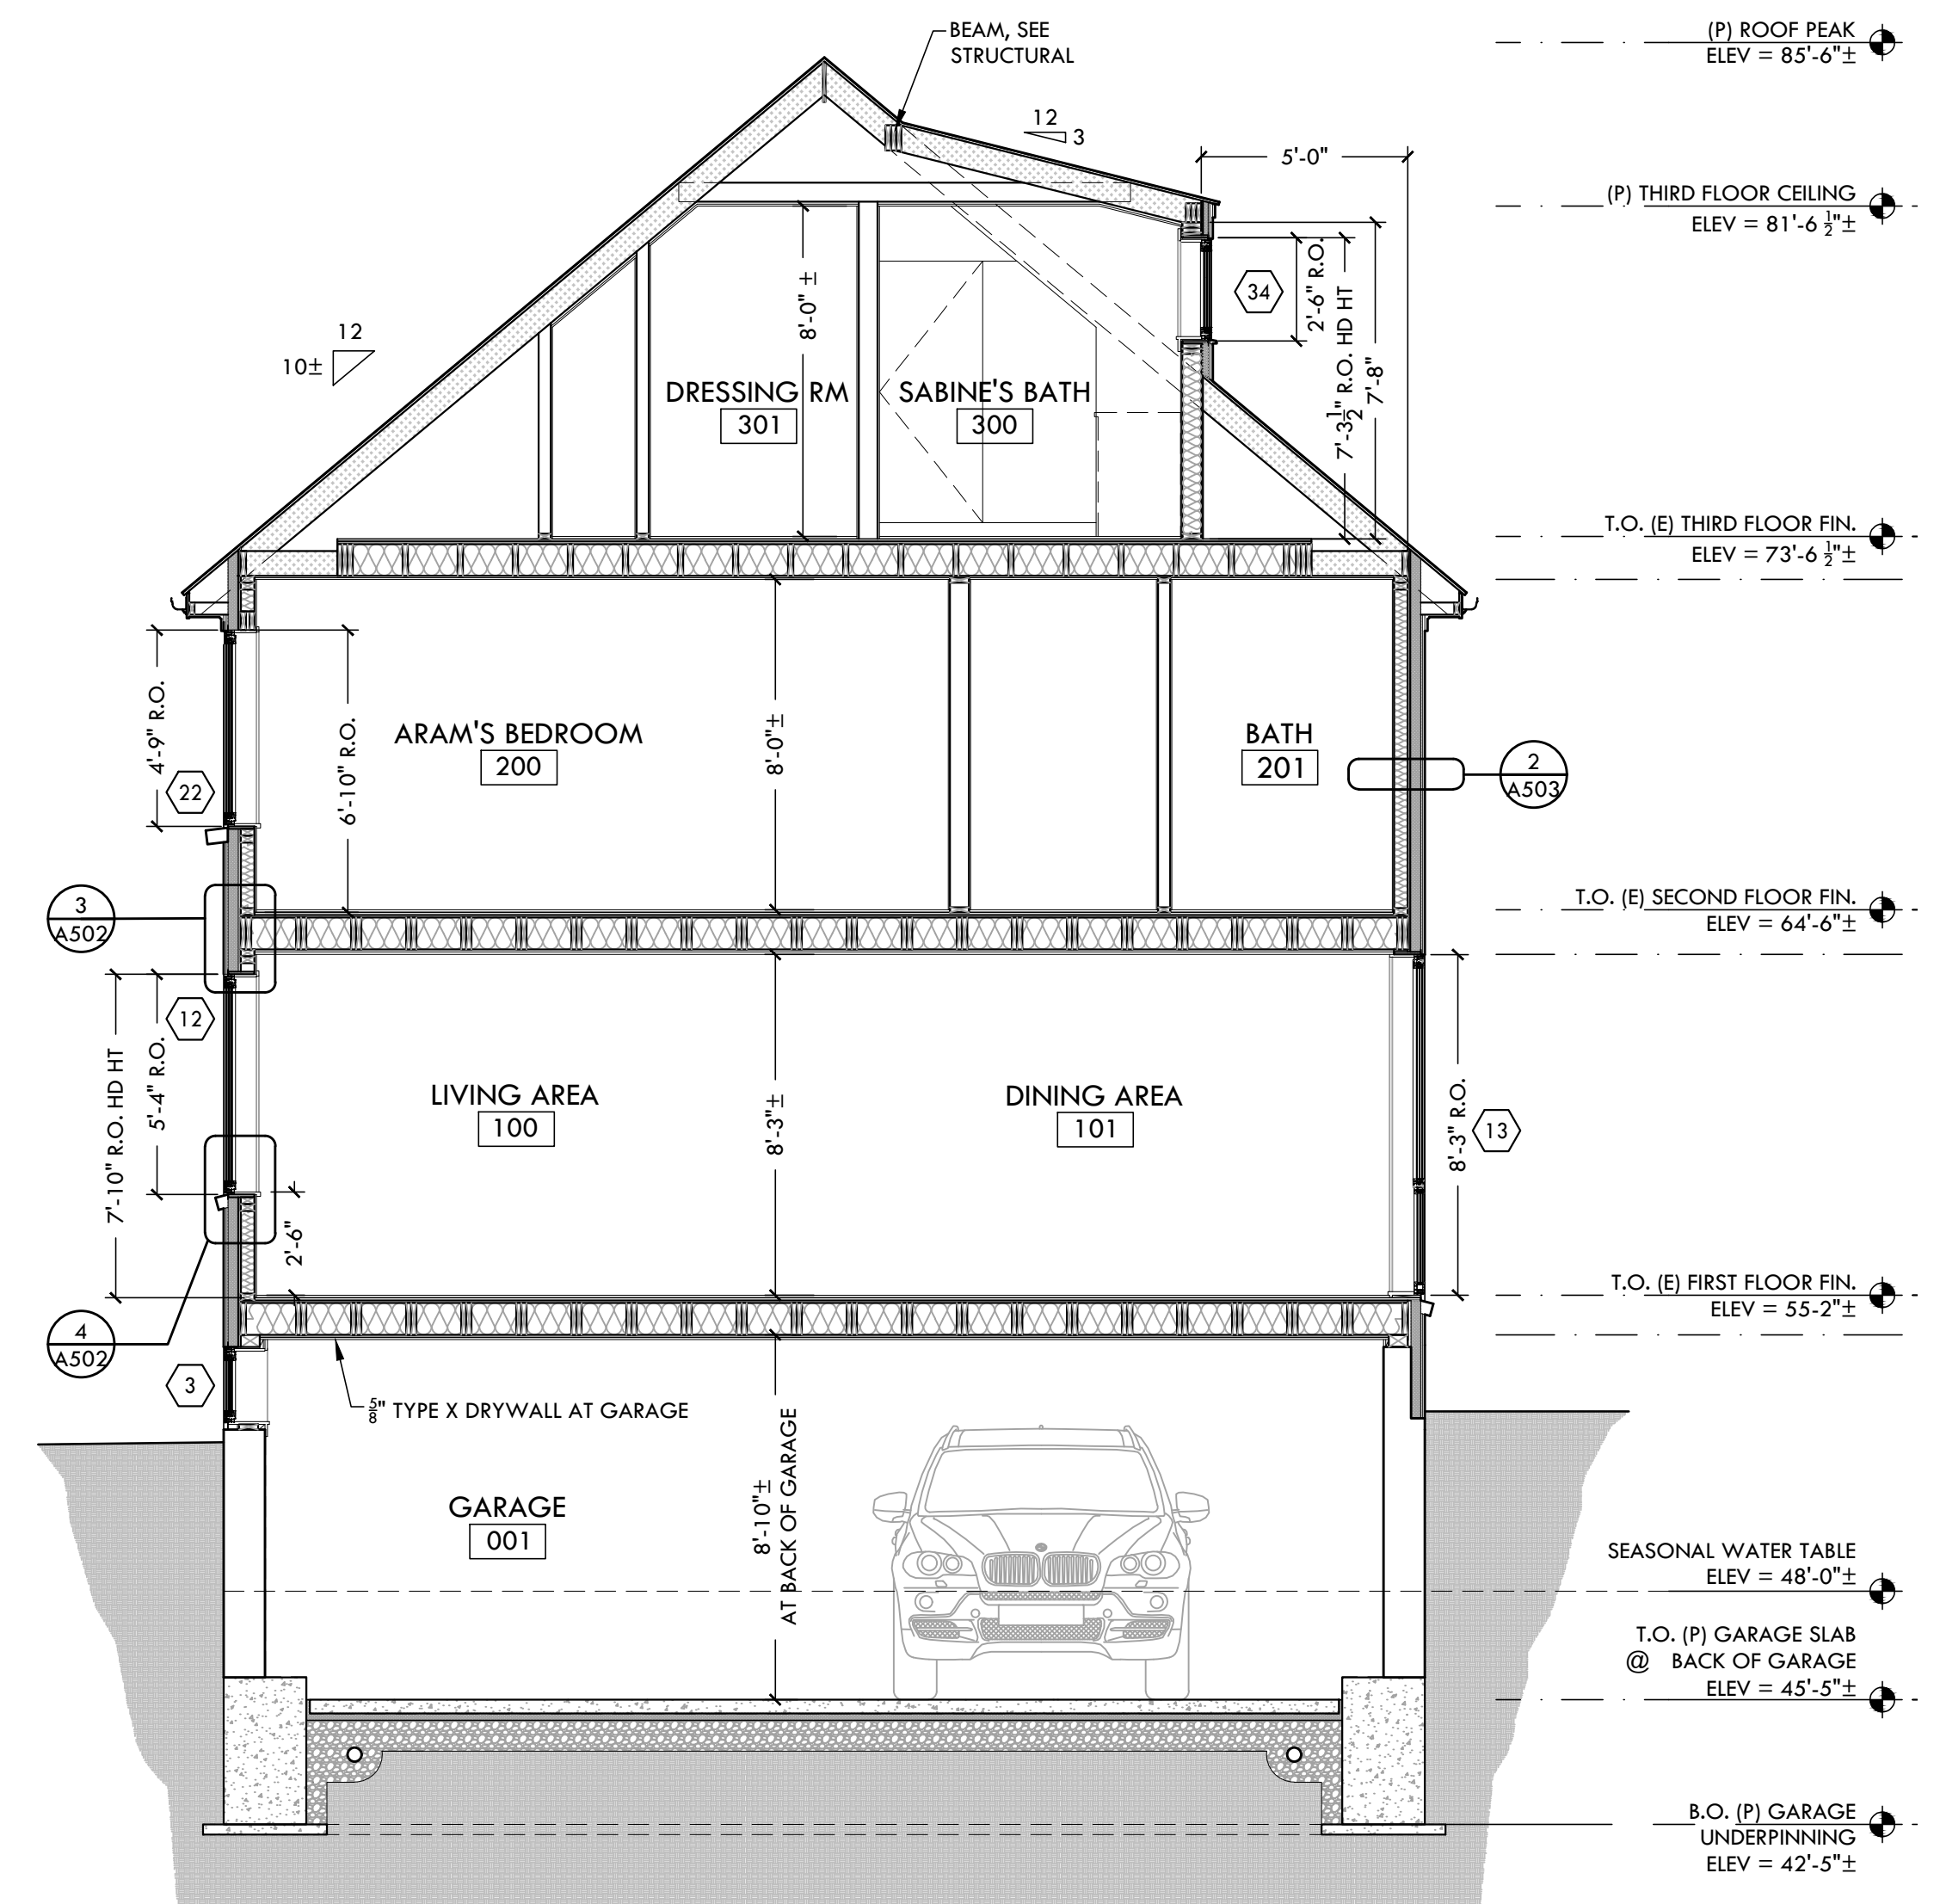 BEAM, SEE
STRUCTURAL
(P) ROOF PEAK
ELEV = 85'-6"±
12
3
5'-0"
(P) THIRD FLOOR CEILING
ELEV = 81'-6 1/2"±
12
10±
8'-0" ±
34
2'-6" R.O.
7'-3 1/2" R.O. HD HT
7'-8"
DRESSING RM
301
SABINE'S BATH
300
T.O. (E) THIRD FLOOR FIN.
ELEV = 73'-6 1/2"±
4'-9" R.O.
22
6'-10" R.O.
ARAM'S BEDROOM
200
8'-0"±
BATH
201
2
A503
3
A502
T.O. (E) SECOND FLOOR FIN.
ELEV = 64'-6"±
12
7'-10" R.O. HD HT
5'-4" R.O.
2'-6"
LIVING AREA
100
8'-3"±
DINING AREA
101
8'-3" R.O.
13
T.O. (E) FIRST FLOOR FIN.
ELEV = 55'-2"±
4
A502
3
5/8" TYPE X DRYWALL AT GARAGE
GARAGE
001
8'-10"±
AT BACK OF GARAGE
SEASONAL WATER TABLE
ELEV = 48'-0"±
T.O. (P) GARAGE SLAB
@ BACK OF GARAGE
ELEV = 45'-5"±
B.O. (P) GARAGE
UNDERPINNING
ELEV = 42'-5"±